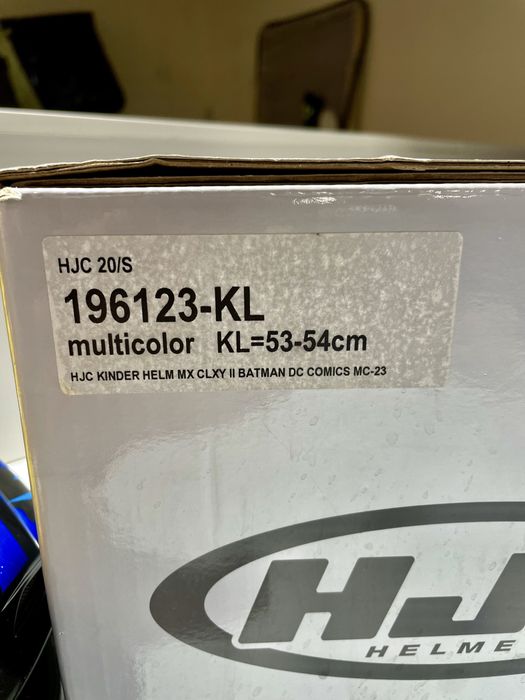 HJC 20/S
196123-KL
multicolor KL=53-54cm
HJC KINDER HELM MX CLXY II BATMAN DC COMICS MC-23
HJ
HELME